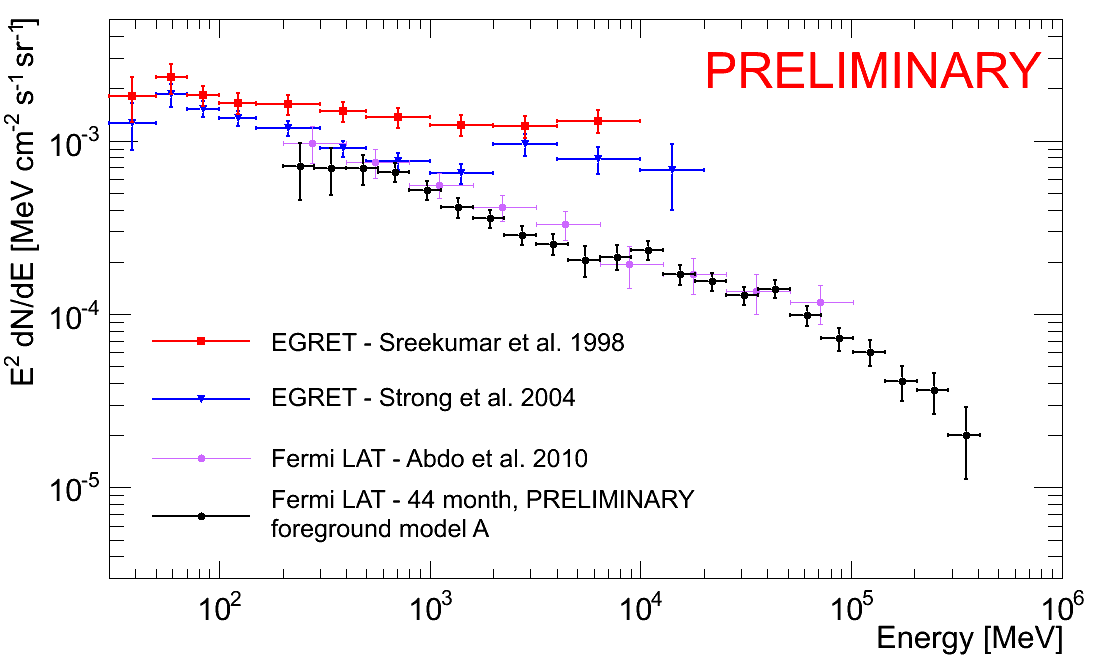 PRELIMINARY
E² dN/dE [MeV cm⁻² s⁻¹ sr⁻¹]
10⁻³
10⁻⁴
10⁻⁵
EGRET - Sreekumar et al. 1998
EGRET - Strong et al. 2004
Fermi LAT - Abdo et al. 2010
Fermi LAT - 44 month, PRELIMINARY
foreground model A
10² 10³ 10⁴ 10⁵ 10⁶
Energy [MeV]